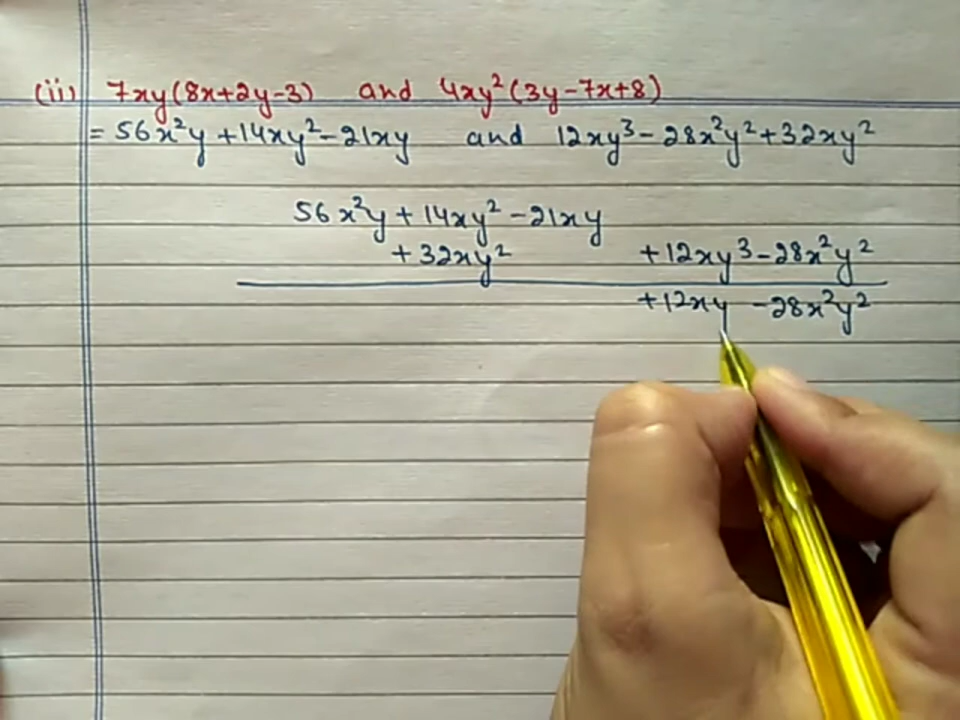 (ii) 7xy(8x+2y-3) and 4xy²(3y-7x+8)
= 56x²y +14xy²-21xy and 12xy³-28x²y²+32xy²
56x²y+14xy²-21xy
+32xy² +12xy³-28x²y²
+12xy -28x²y²